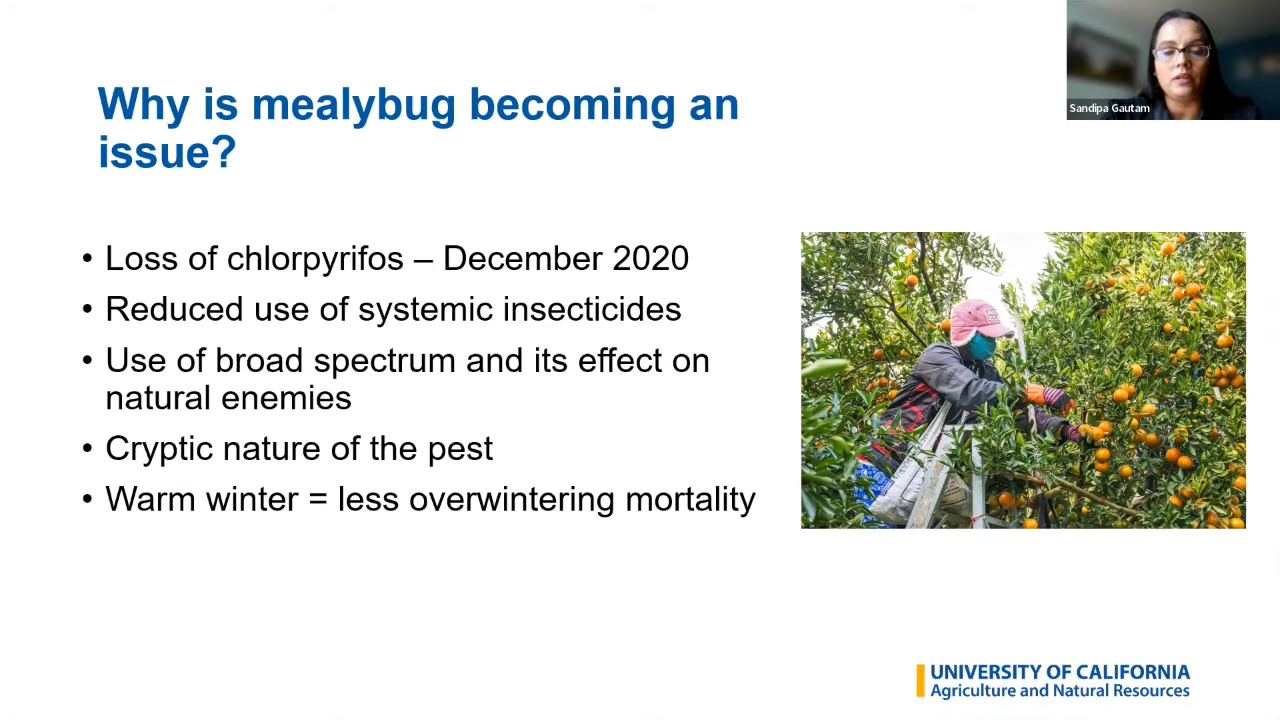 Sandipa Gautam
Why is mealybug becoming an
issue?
• Loss of chlorpyrifos – December 2020
• Reduced use of systemic insecticides
• Use of broad spectrum and its effect on
natural enemies
• Cryptic nature of the pest
• Warm winter = less overwintering mortality
UNIVERSITY OF CALIFORNIA
Agriculture and Natural Resources